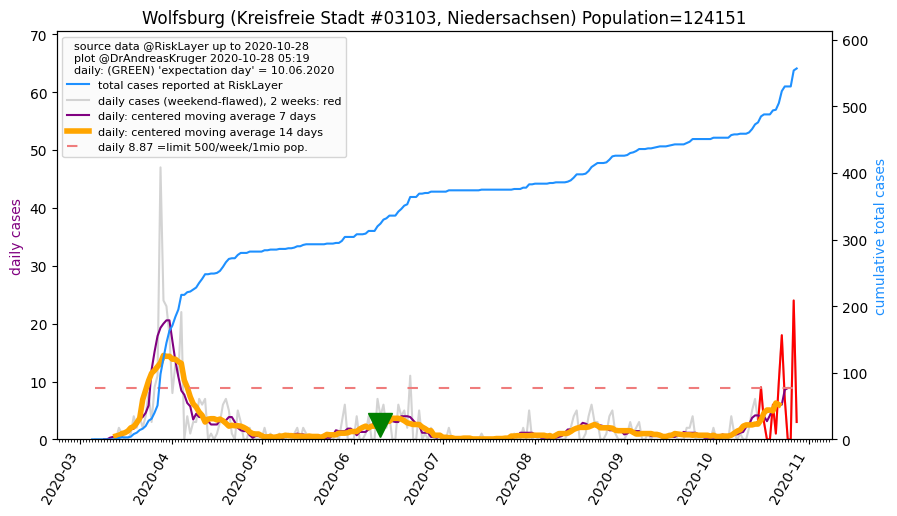 Wolfsburg (Kreisfreie Stadt #03103, Niedersachsen) Population=124151
source data @RiskLayer up to 2020-10-28
plot @DrAndreasKruger 2020-10-28 05:19
daily: (GREEN) 'expectation day' = 10.06.2020
total cases reported at RiskLayer
daily cases (weekend-flawed), 2 weeks: red
daily: centered moving average 7 days
daily: centered moving average 14 days
daily 8.87 =limit 500/week/1mio pop.
daily cases
70
60
50
40
30
20
10
0
cumulative total cases
600
500
400
300
200
100
0
2020-03
2020-04
2020-05
2020-06
2020-07
2020-08
2020-09
2020-10
2020-11